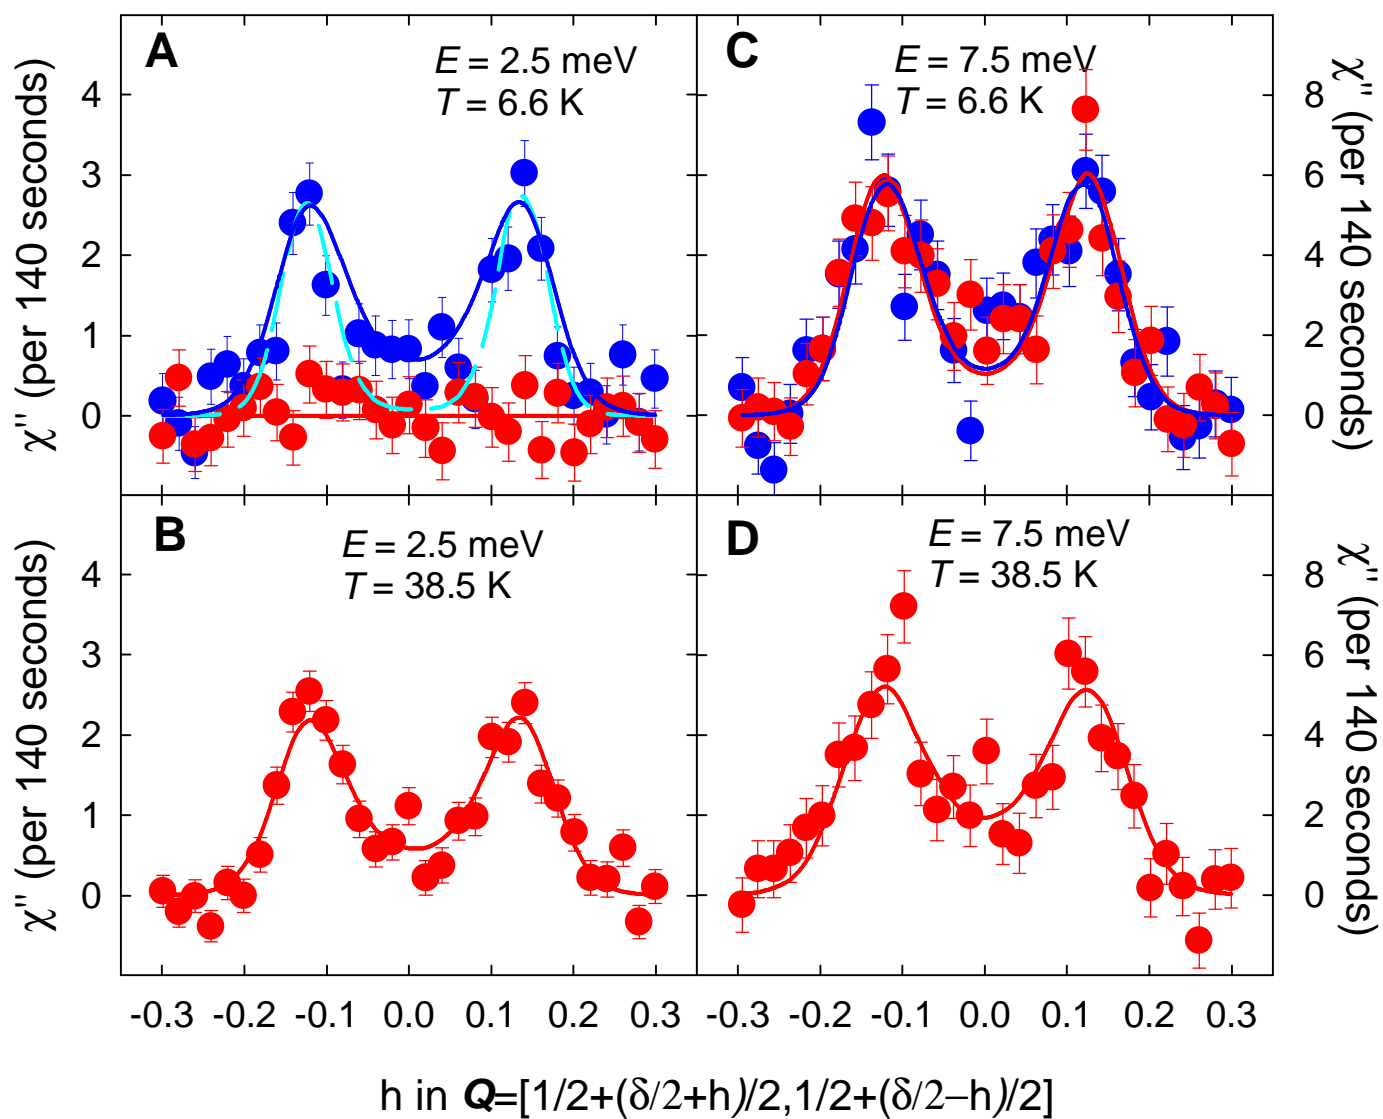 A
E = 2.5 meV
T = 6.6 K
C
E = 7.5 meV
T = 6.6 K
χ'' (per 140 seconds)
4
3
2
1
0
8
6
4
2
0
χ'' (per 140 seconds)
B
E = 2.5 meV
T = 38.5 K
D
E = 7.5 meV
T = 38.5 K
χ'' (per 140 seconds)
4
3
2
1
0
8
6
4
2
0
χ'' (per 140 seconds)
-0.3 -0.2 -0.1 0.0 0.1 0.2 0.3
-0.3 -0.2 -0.1 0.0 0.1 0.2 0.3
h in Q=[1/2+(δ/2+h)/2,1/2+(δ/2−h)/2]